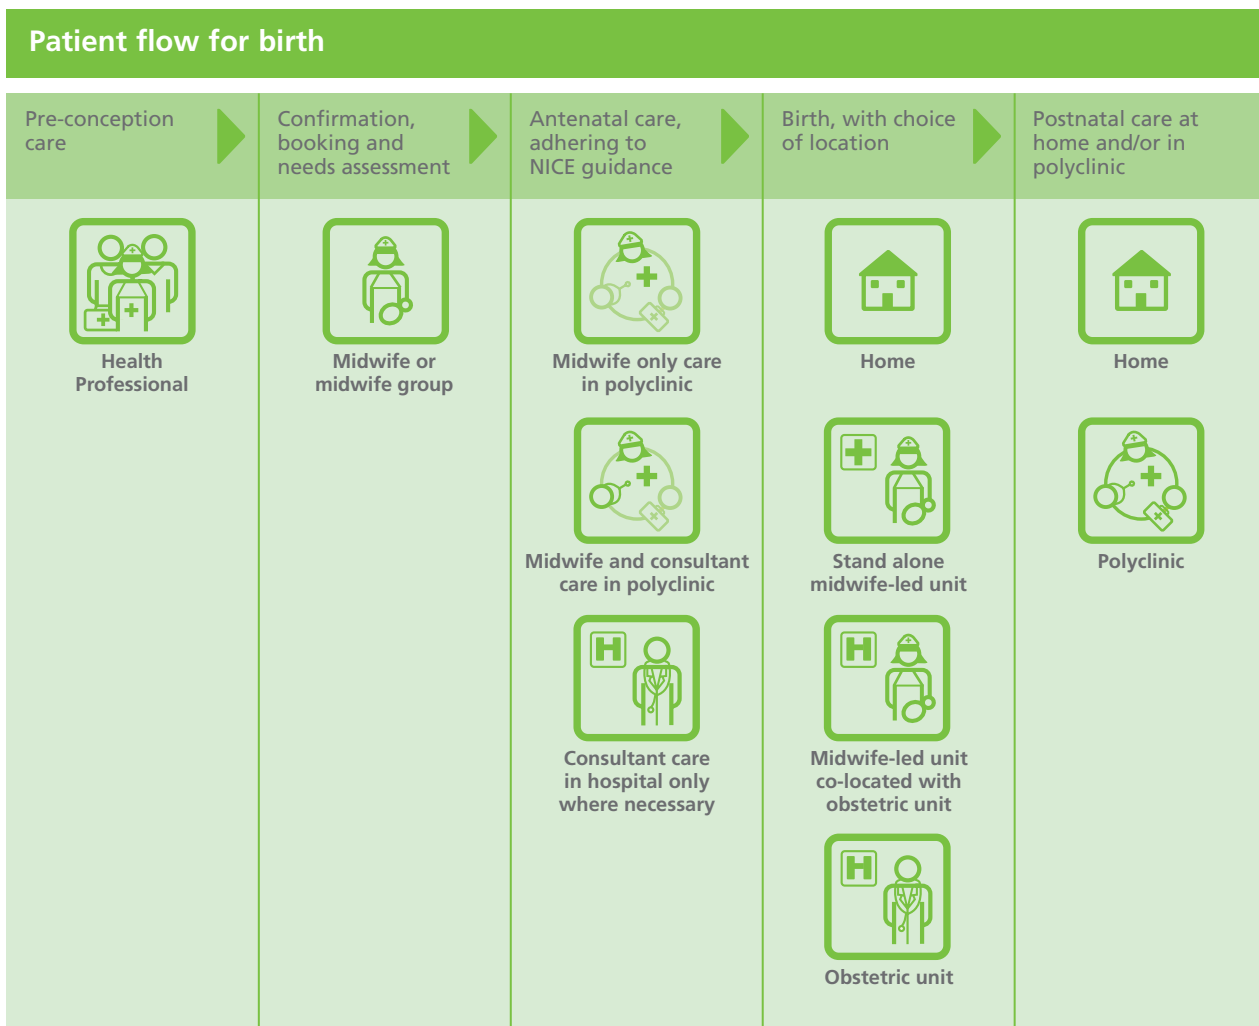 Patient flow for birth
Pre-conception
care
Confirmation,
booking and
needs assessment
Antenatal care,
adhering to
NICE guidance
Birth, with choice
of location
Postnatal care at
home and/or in
polyclinic
Health
Professional
Midwife or
midwife group
Midwife only care
in polyclinic
Midwife and consultant
care in polyclinic
H
Consultant care
in hospital only
where necessary
Home
Stand alone
midwife-led unit
H
Midwife-led unit
co-located with
obstetric unit
H
Obstetric unit
Home
Polyclinic